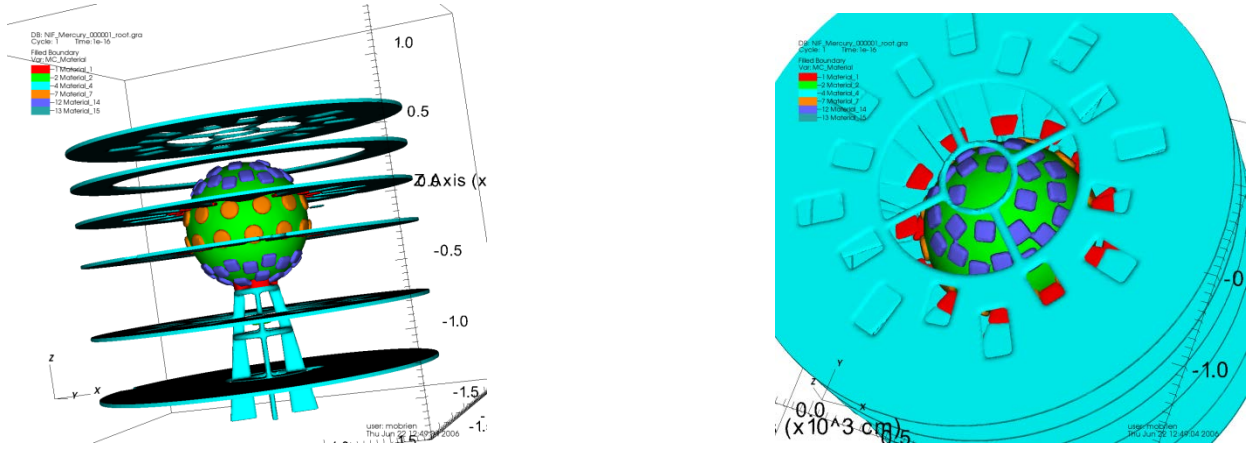 DB: NIF_Mercury_000001_root.gra
Cycle: 1 Time:1e-16
Filled Boundary
Var: MC_Material
1 Material_1
2 Material_2
4 Material_4
7 Material_7
12 Material_14
13 Material_15
1.0
0.5
Axis (x
-0.5
-1.0
-1.5
z
Y
X
user: mobrien
Thu Jun 22 12:49:04 2006
DB: NIF_Mercury_000001_root.gra
Cycle: 1 Time:1e-16
Filled Boundary
Var: MC_Material
1 Material_1
2 Material_2
4 Material_4
7 Material_7
12 Material_14
13 Material_15
-1.0
Y
z
X
0.0
(x10^3 cm)
user: mobrien
Thu Jun 22 12:49:04 2006